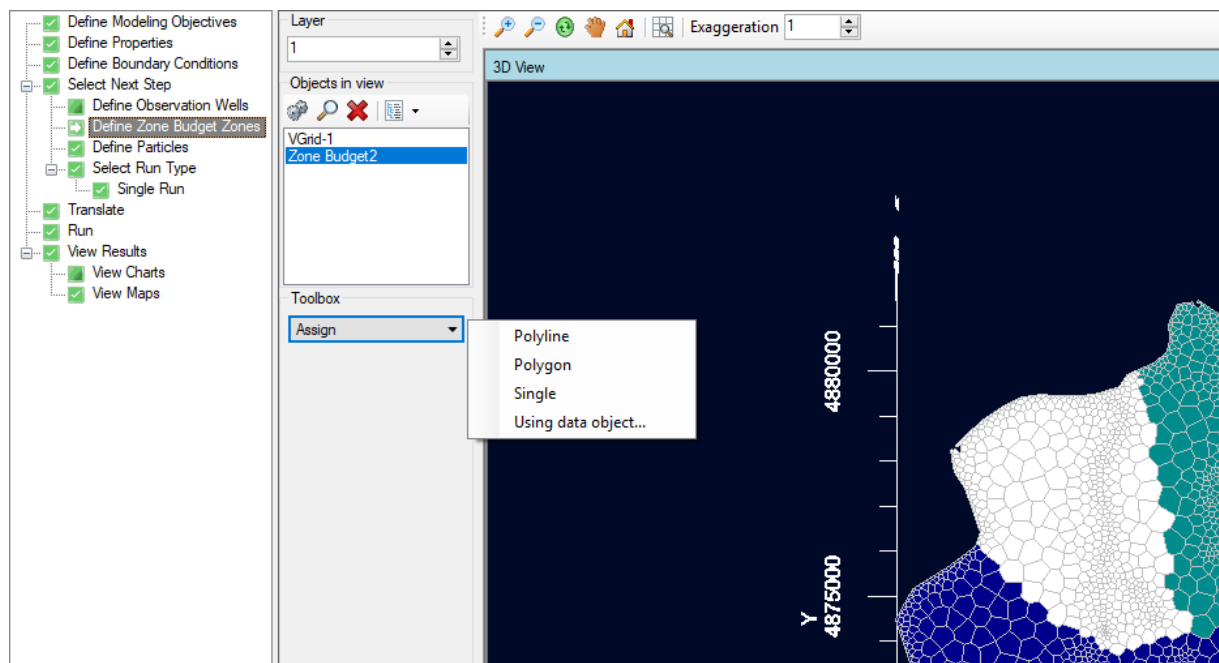 Define Modeling Objectives
Define Properties
Define Boundary Conditions
Select Next Step
Define Observation Wells
Define Zone Budget Zones
Define Particles
Select Run Type
Single Run
Translate
Run
View Results
View Charts
View Maps
Layer
1
Objects in view
VGrid-1
Zone Budget2
Toolbox
Assign
Polyline
Polygon
Single
Using data object...
Exaggeration 1
3D View
4880000
4875000
Y